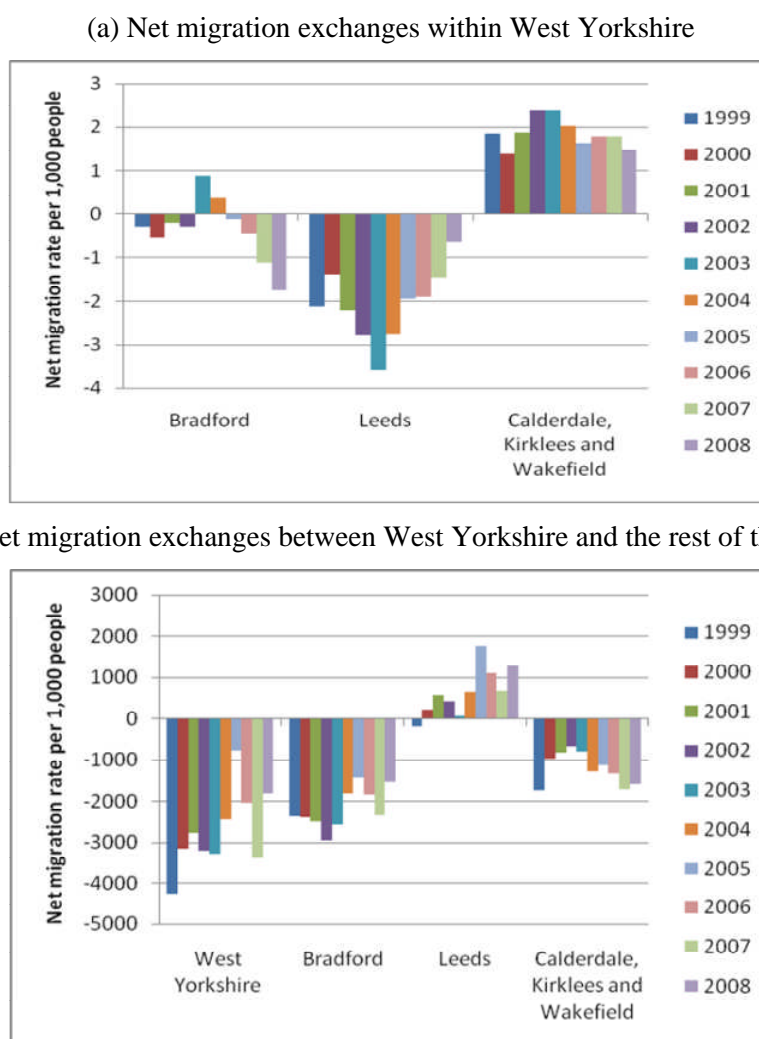 (a) Net migration exchanges within West Yorkshire
Net migration rate per 1,000 people
3
2
1
0
-1
-2
-3
-4
Bradford
Leeds
Calderdale,
Kirklees and
Wakefield
1999
2000
2001
2002
2003
2004
2005
2006
2007
2008
et migration exchanges between West Yorkshire and the rest of th
Net migration rate per 1,000 people
3000
2000
1000
0
-1000
-2000
-3000
-4000
-5000
West
Yorkshire
Bradford
Leeds
Calderdale,
Kirklees and
Wakefield
1999
2000
2001
2002
2003
2004
2005
2006
2007
2008